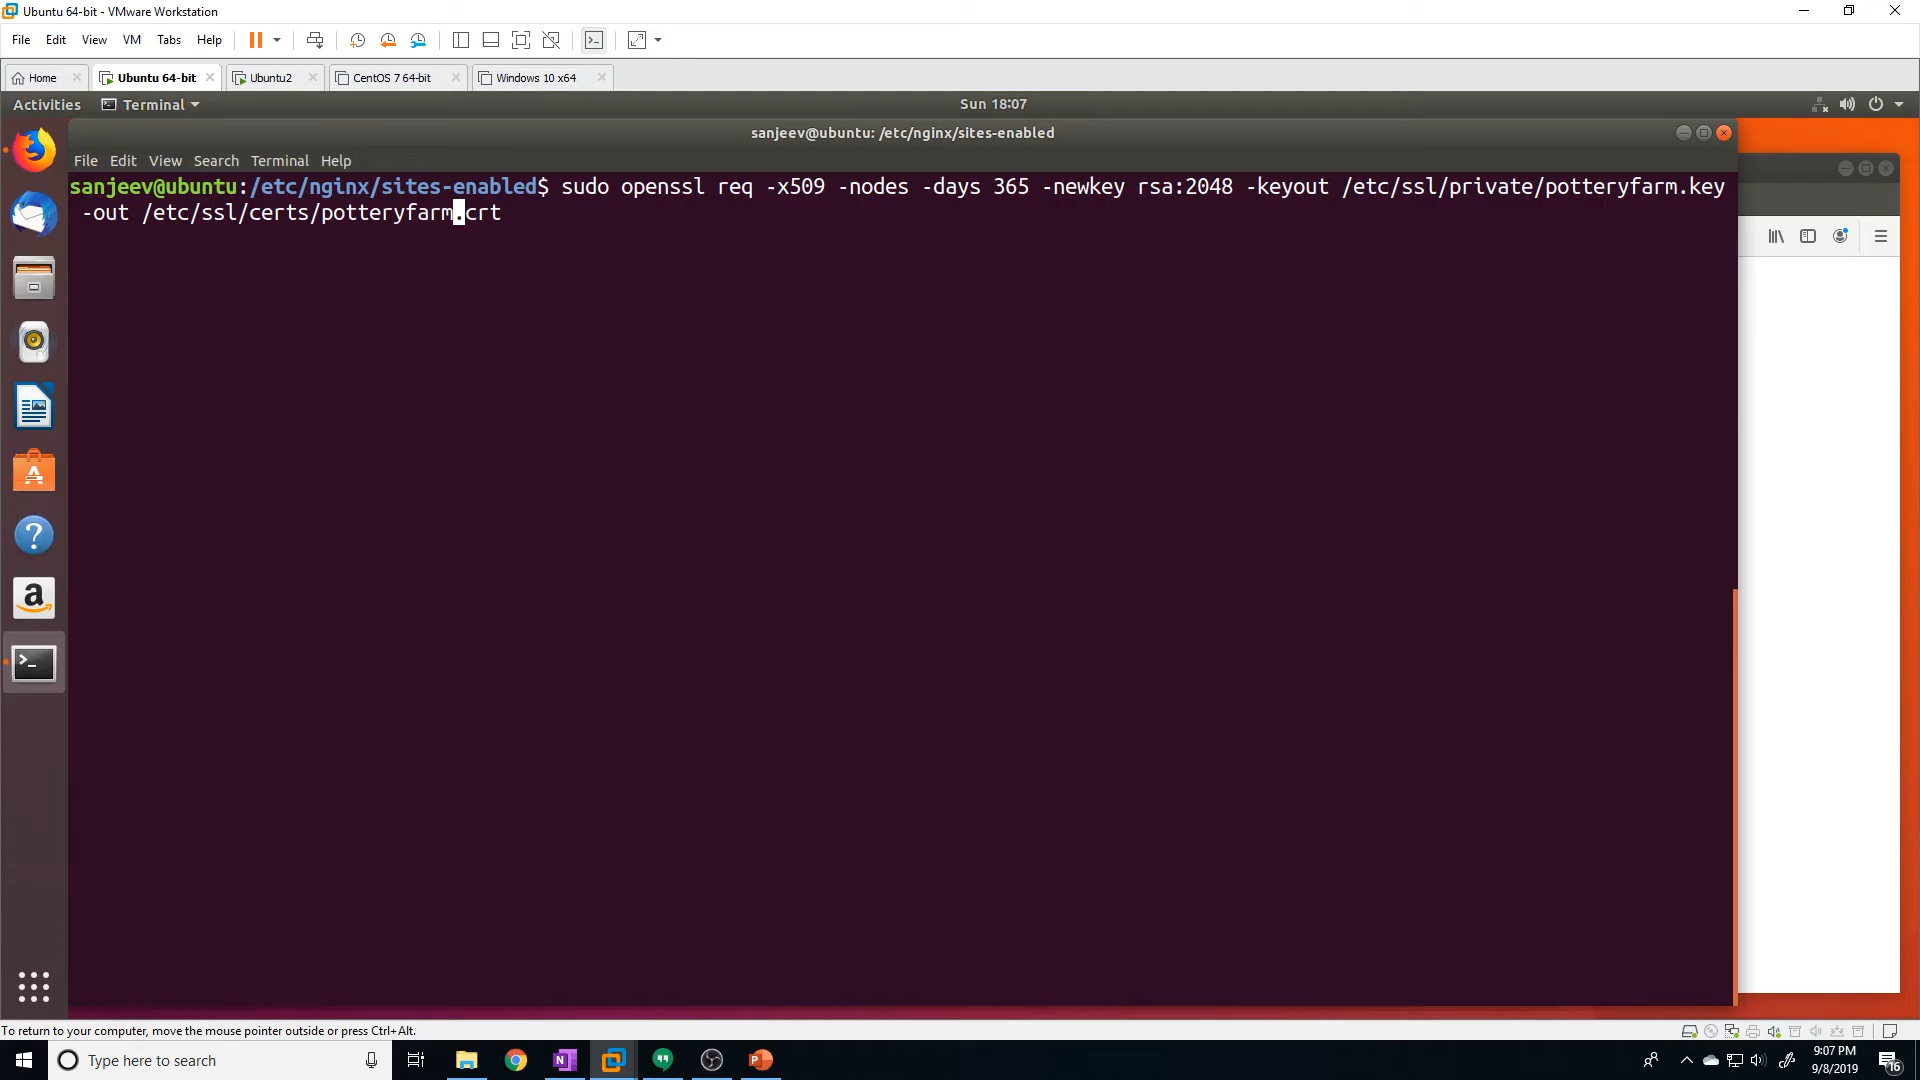 Ubuntu 64-bit - VMware Workstation
File Edit View VM Tabs Help
Home Ubuntu 64-bit Ubuntu2 CentOS 7 64-bit Windows 10 x64
Activities Terminal Sun 18:07
sanjeev@ubuntu: /etc/nginx/sites-enabled
File Edit View Search Terminal Help
sanjeev@ubuntu:/etc/nginx/sites-enabled$ sudo openssl req -x509 -nodes -days 365 -newkey rsa:2048 -keyout /etc/ssl/private/potteryfarm.key
-out /etc/ssl/certs/potteryfarm.crt
To return to your computer, move the mouse pointer outside or press Ctrl+Alt.
Type here to search
9:07 PM
9/8/2019
16